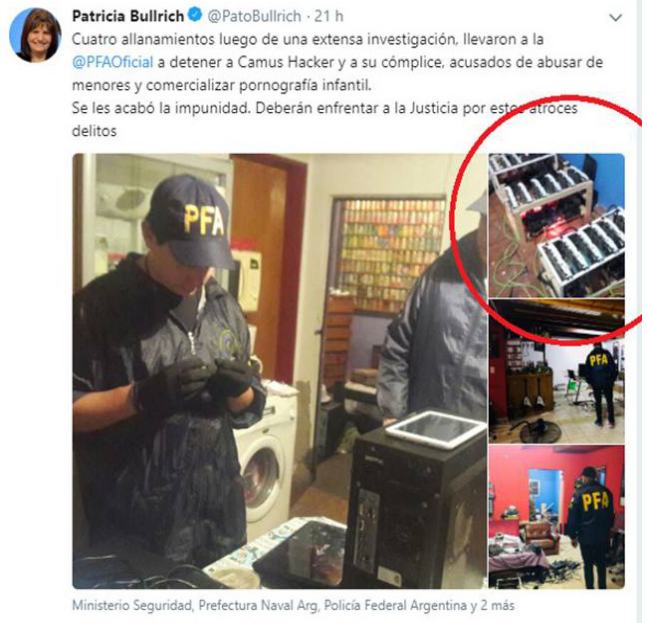 Patricia Bullrich @PatoBullrich · 21 h
Cuatro allanamientos luego de una extensa investigación, llevaron a la
@PFAOficial a detener a Camus Hacker y a su cómplice, acusados de abusar de
menores y comercializar pornografía infantil.
Se les acabó la impunidad. Deberán enfrentar a la Justicia por estos atroces
delitos
PFA
PFA
PFA
Ministerio Seguridad, Prefectura Naval Arg, Policía Federal Argentina y 2 más